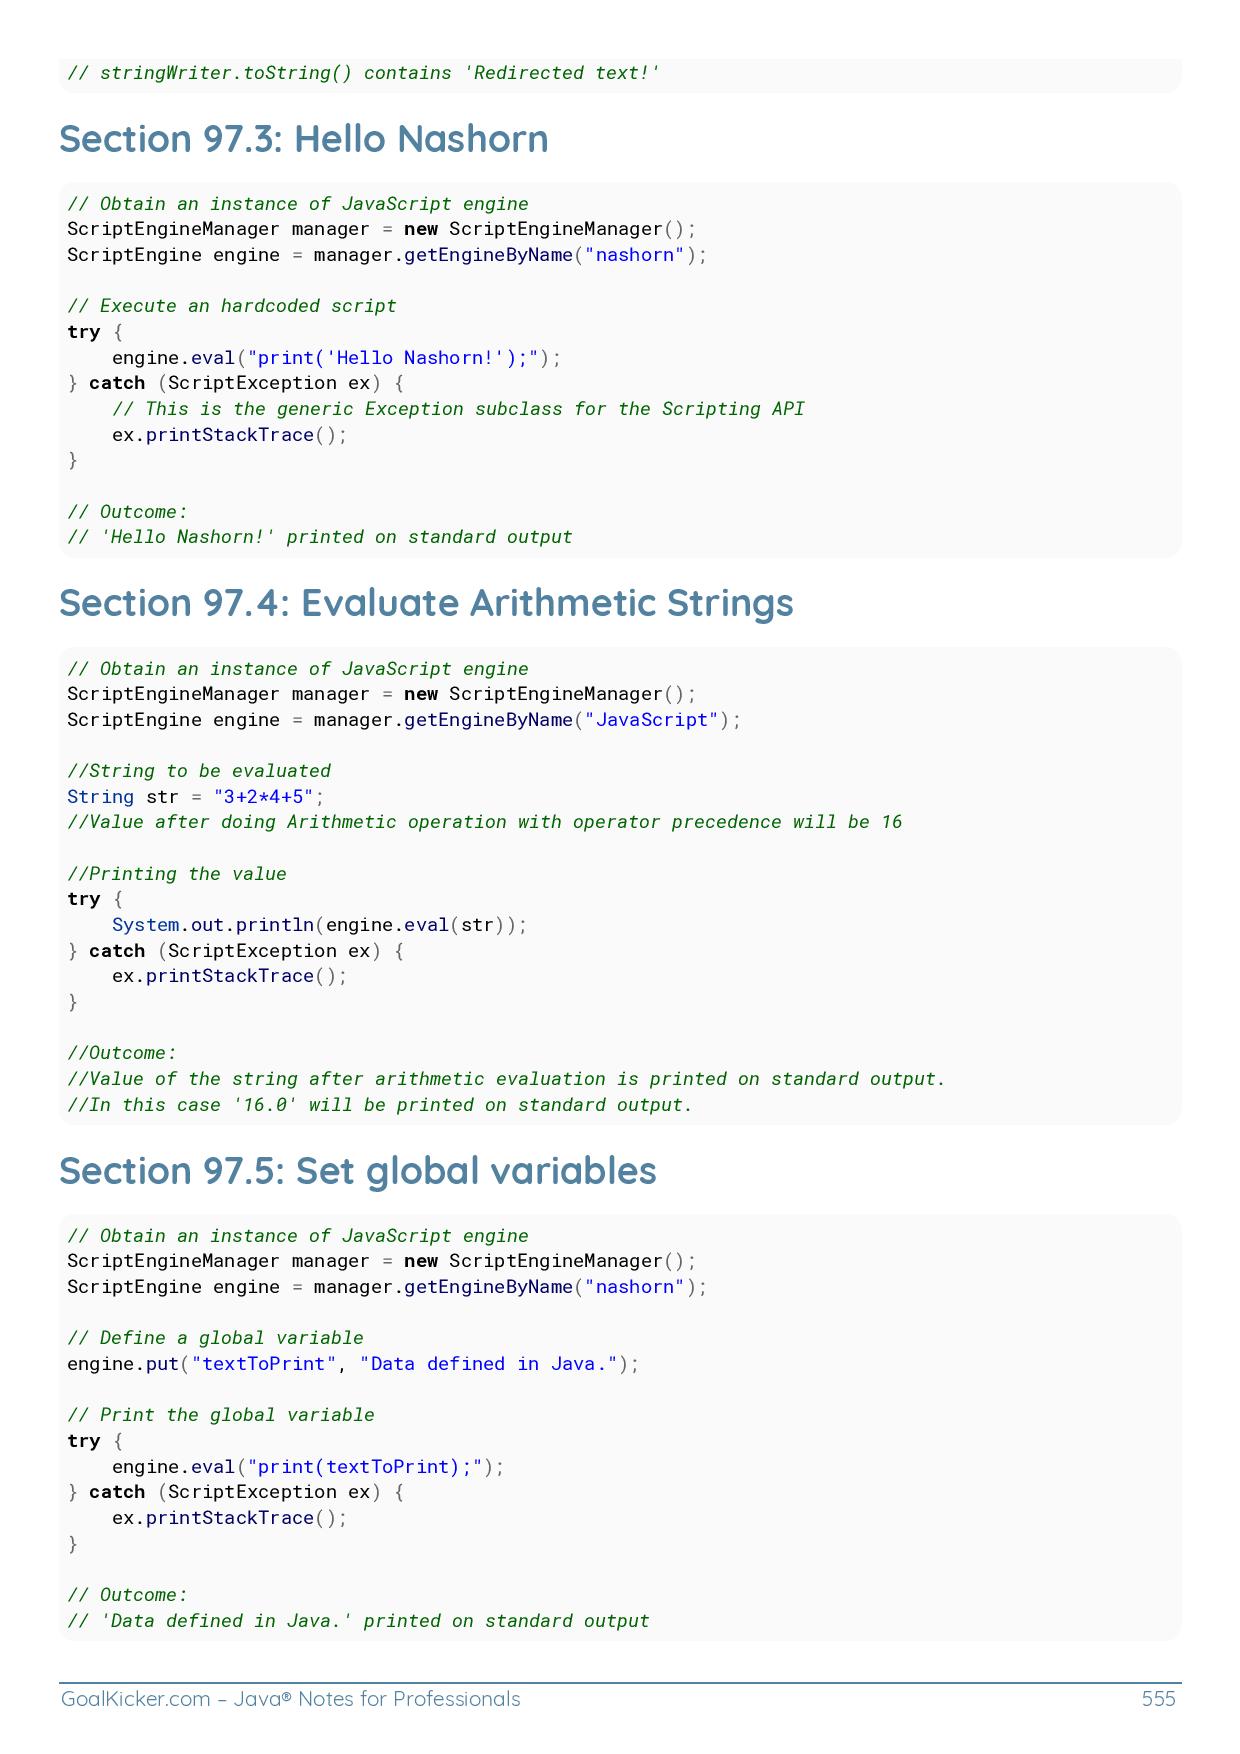 // stringWriter.toString() contains 'Redirected text!'
Section 97.3: Hello Nashorn
// Obtain an instance of JavaScript engine
ScriptEngineManager manager = new ScriptEngineManager();
ScriptEngine engine = manager.getEngineByName("nashorn");

// Execute an hardcoded script
try {
    engine.eval("print('Hello Nashorn!');");
} catch (ScriptException ex) {
    // This is the generic Exception subclass for the Scripting API
    ex.printStackTrace();
}

// Outcome:
// 'Hello Nashorn!' printed on standard output
Section 97.4: Evaluate Arithmetic Strings
// Obtain an instance of JavaScript engine
ScriptEngineManager manager = new ScriptEngineManager();
ScriptEngine engine = manager.getEngineByName("JavaScript");

//String to be evaluated
String str = "3+2*4+5";
//Value after doing Arithmetic operation with operator precedence will be 16

//Printing the value
try {
    System.out.println(engine.eval(str));
} catch (ScriptException ex) {
    ex.printStackTrace();
}

//Outcome:
//Value of the string after arithmetic evaluation is printed on standard output.
//In this case '16.0' will be printed on standard output.
Section 97.5: Set global variables
// Obtain an instance of JavaScript engine
ScriptEngineManager manager = new ScriptEngineManager();
ScriptEngine engine = manager.getEngineByName("nashorn");

// Define a global variable
engine.put("textToPrint", "Data defined in Java.");

// Print the global variable
try {
    engine.eval("print(textToPrint);");
} catch (ScriptException ex) {
    ex.printStackTrace();
}

// Outcome:
// 'Data defined in Java.' printed on standard output
GoalKicker.com – Java® Notes for Professionals 555